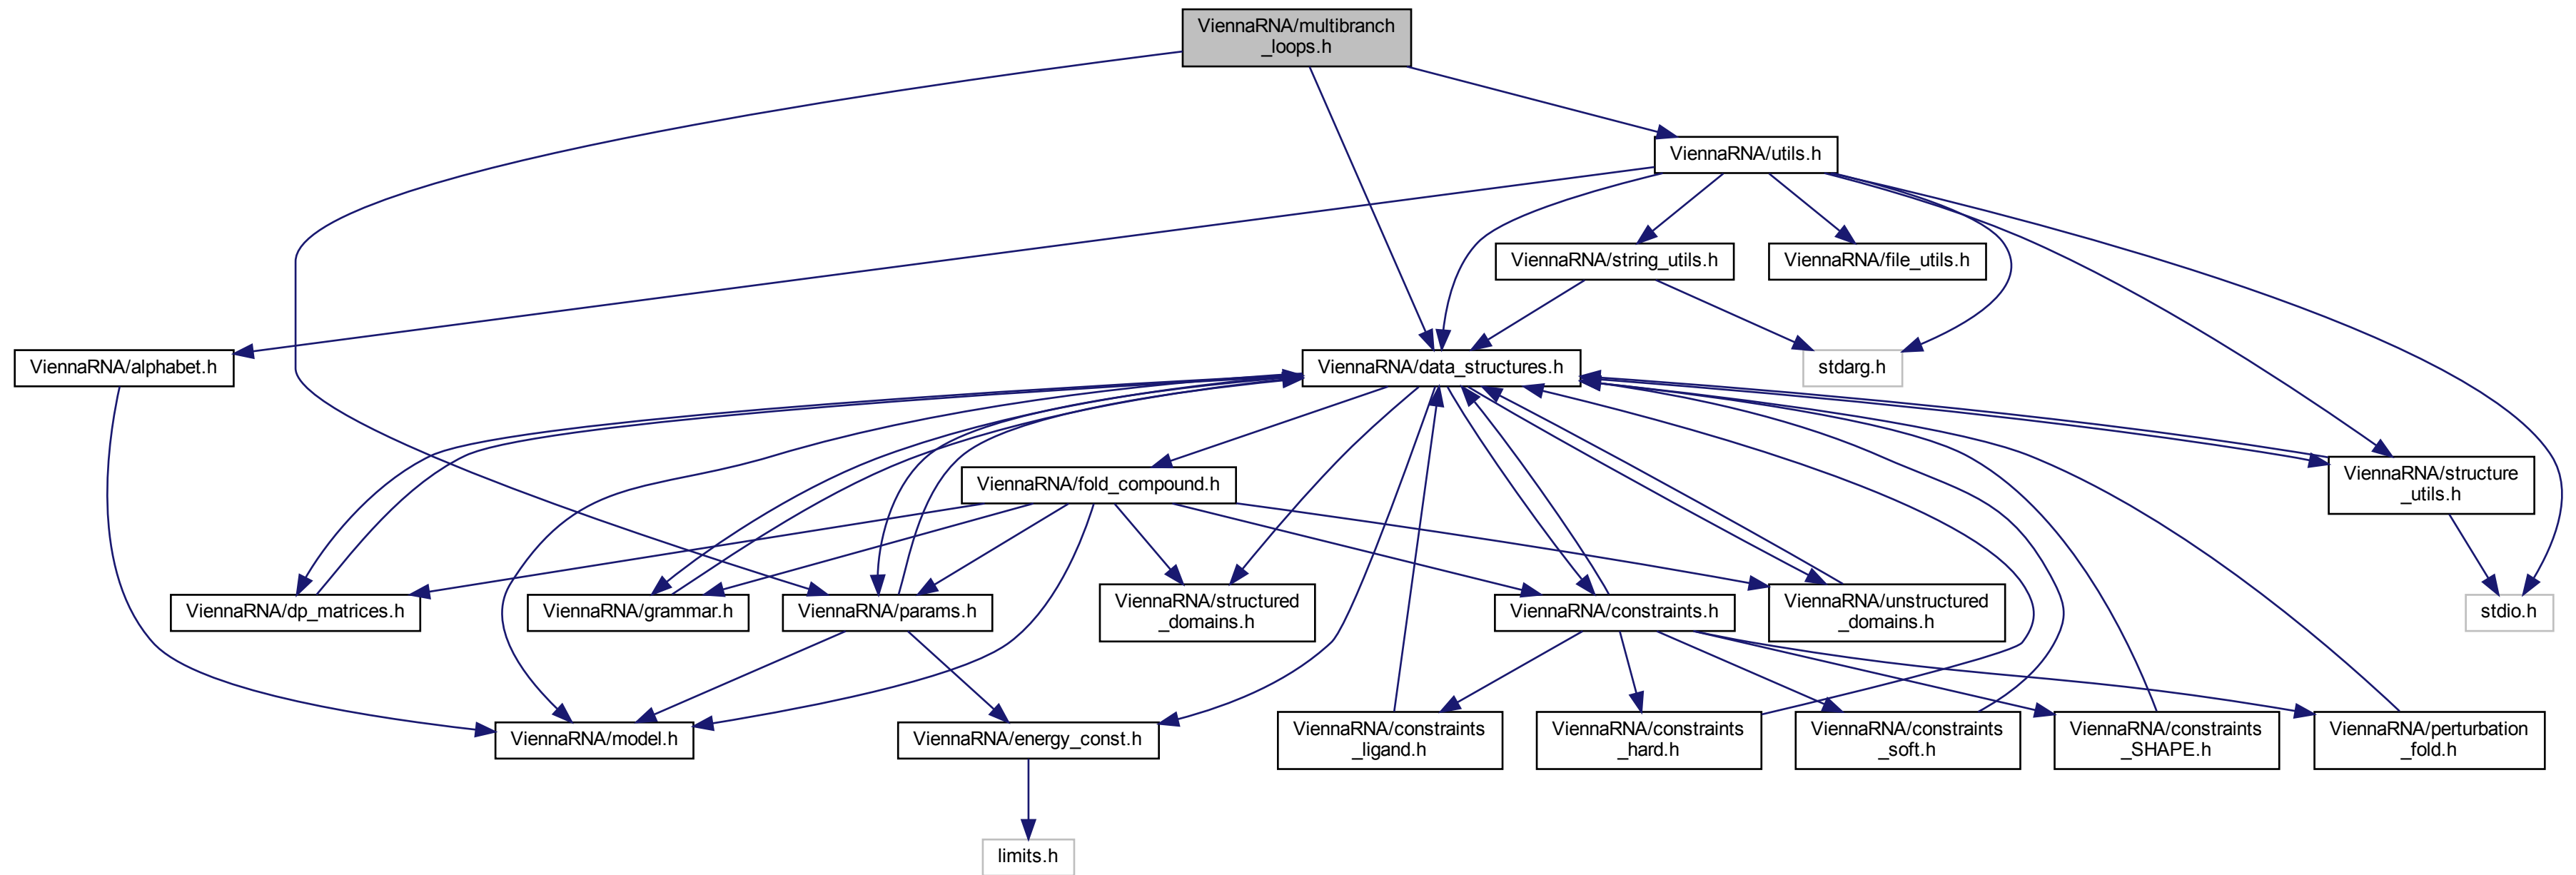 ViennaRNA/multibranch
_loops.h
ViennaRNA/utils.h
ViennaRNA/string_utils.h
ViennaRNA/file_utils.h
ViennaRNA/alphabet.h
ViennaRNA/data_structures.h
stdarg.h
ViennaRNA/fold_compound.h
ViennaRNA/structure
_utils.h
ViennaRNA/dp_matrices.h
ViennaRNA/grammar.h
ViennaRNA/params.h
ViennaRNA/structured
_domains.h
ViennaRNA/constraints.h
ViennaRNA/unstructured
_domains.h
stdio.h
ViennaRNA/model.h
ViennaRNA/energy_const.h
ViennaRNA/constraints
_ligand.h
ViennaRNA/constraints
_hard.h
ViennaRNA/constraints
_soft.h
ViennaRNA/constraints
_SHAPE.h
ViennaRNA/perturbation
_fold.h
limits.h